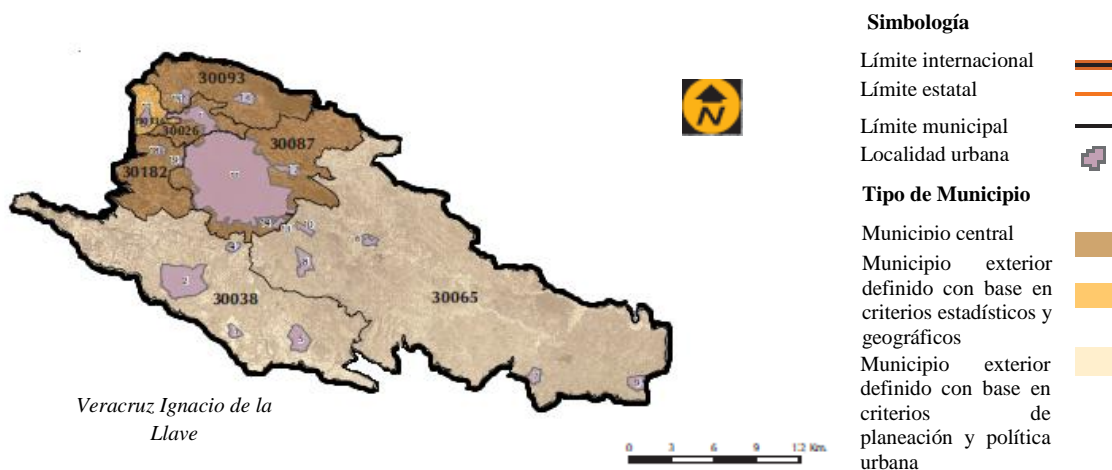 Simbología
Límite internacional
Límite estatal
Límite municipal
Localidad urbana
Tipo de Municipio
Municipio central
Municipio exterior
definido con base en
criterios estadísticos y
geográficos
Municipio exterior
definido con base en
criterios de
planeación y política
urbana
N
30093
30026
30087
30182
30038
30065
Veracruz Ignacio de la
Llave
0 3 6 9 12 Km.